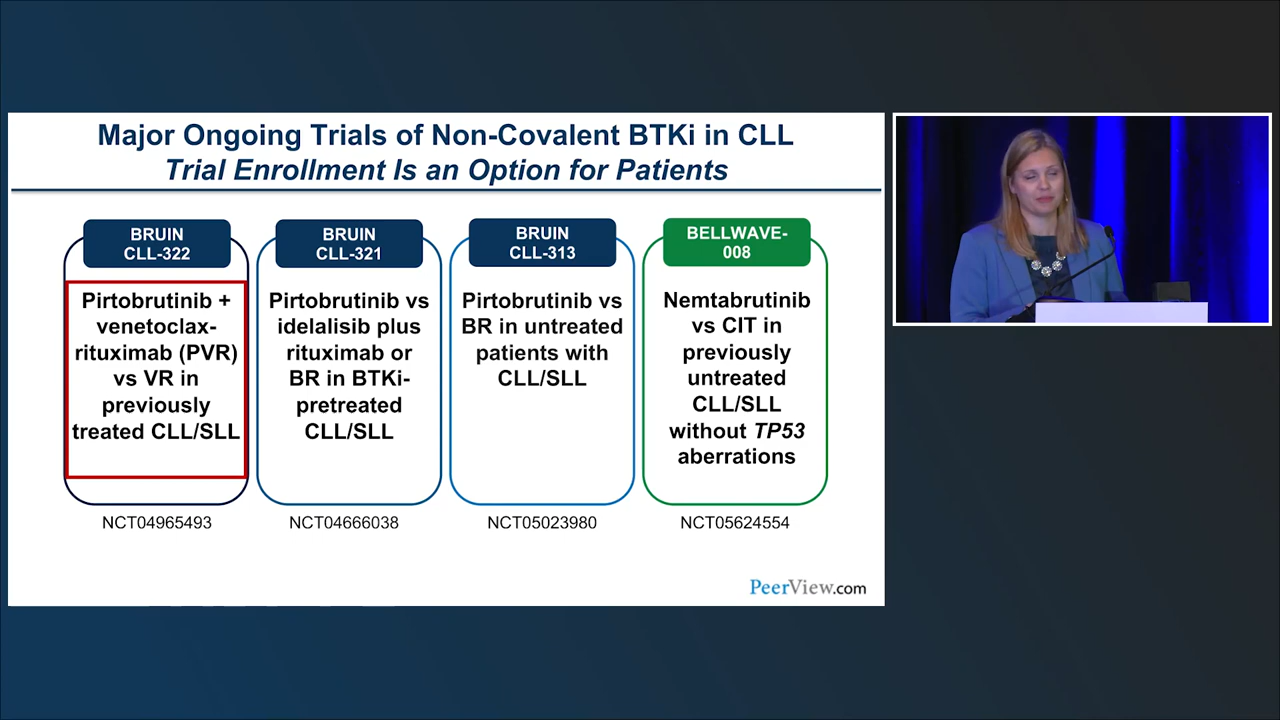 Major Ongoing Trials of Non-Covalent BTKi in CLL
Trial Enrollment Is an Option for Patients
BRUIN
CLL-322
Pirtobrutinib +
venetoclax-
rituximab (PVR)
vs VR in
previously
treated CLL/SLL
NCT04965493
BRUIN
CLL-321
Pirtobrutinib vs
idelalisib plus
rituximab or
BR in BTKi-
pretreated
CLL/SLL
NCT04666038
BRUIN
CLL-313
Pirtobrutinib vs
BR in untreated
patients with
CLL/SLL
NCT05023980
BELLWAVE-
008
Nemtabrutinib
vs CIT in
previously
untreated
CLL/SLL
without TP53
aberrations
NCT05624554
PeerView.com